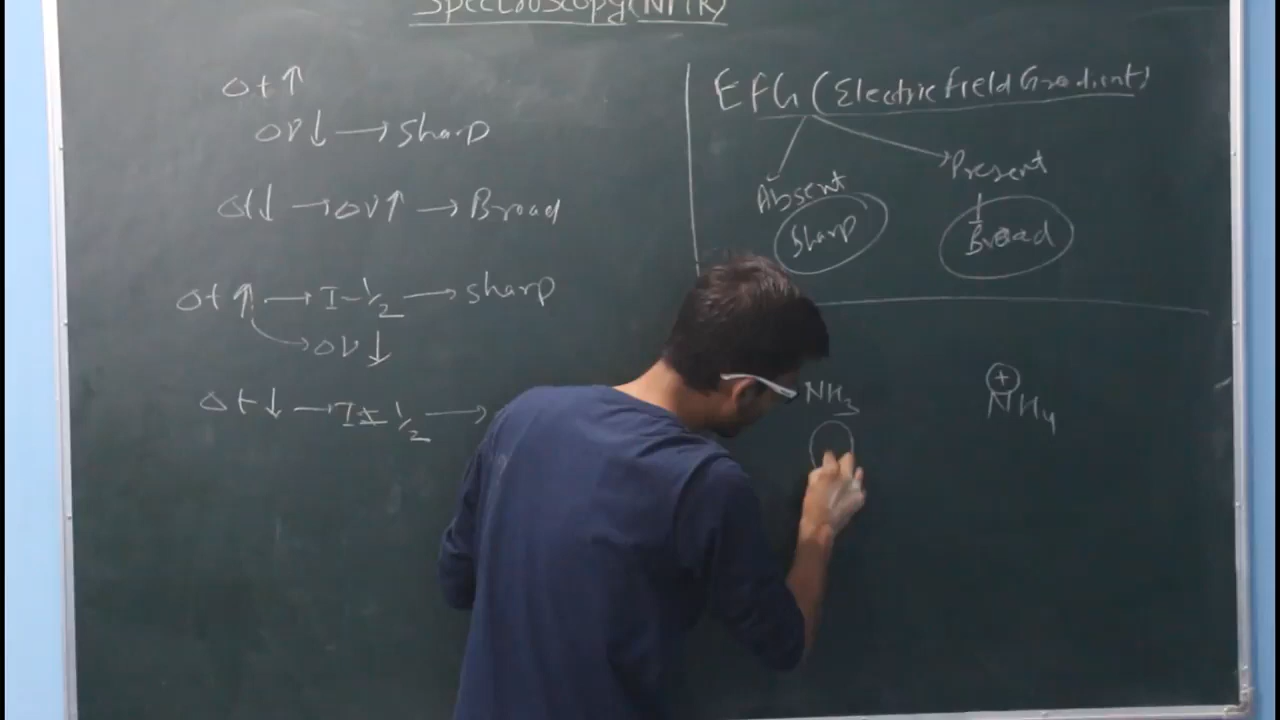 Spectroscopy(NMR)
Δt↑
Δν↓ → Sharp
Δt↓ → Δν↑ → Broad
Δt↑ → I=1/2 → sharp
→ Δν↓
Δt↓ → I≠1/2 →
EFG (Electric field Gradient)
Absent
Present
Sharp
Broad
NH3
⊕
NH4